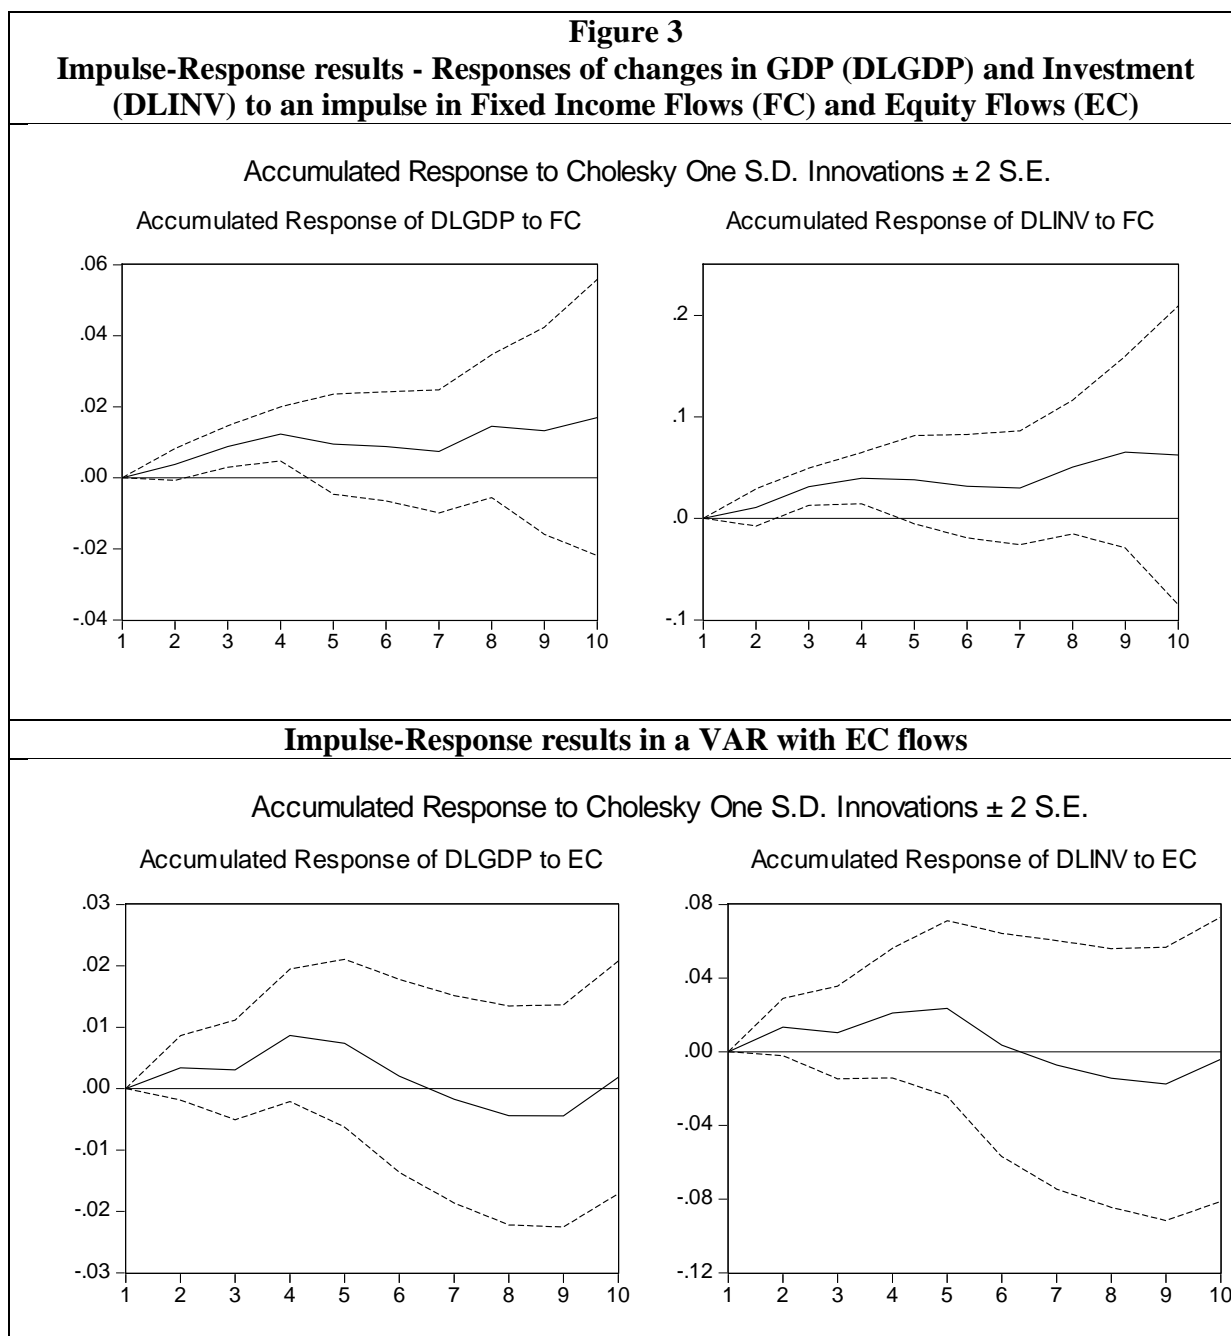 Figure 3
Impulse-Response results - Responses of changes in GDP (DLGDP) and Investment
(DLINV) to an impulse in Fixed Income Flows (FC) and Equity Flows (EC)
Accumulated Response to Cholesky One S.D. Innovations ± 2 S.E.
Accumulated Response of DLGDP to FC
.06
.04
.02
.00
-.02
-.04
1 2 3 4 5 6 7 8 9 10
Accumulated Response of DLINV to FC
.2
.1
.0
-.1
1 2 3 4 5 6 7 8 9 10
Impulse-Response results in a VAR with EC flows
Accumulated Response to Cholesky One S.D. Innovations ± 2 S.E.
Accumulated Response of DLGDP to EC
.03
.02
.01
.00
-.01
-.02
-.03
1 2 3 4 5 6 7 8 9 10
Accumulated Response of DLINV to EC
.08
.04
.00
-.04
-.08
-.12
1 2 3 4 5 6 7 8 9 10